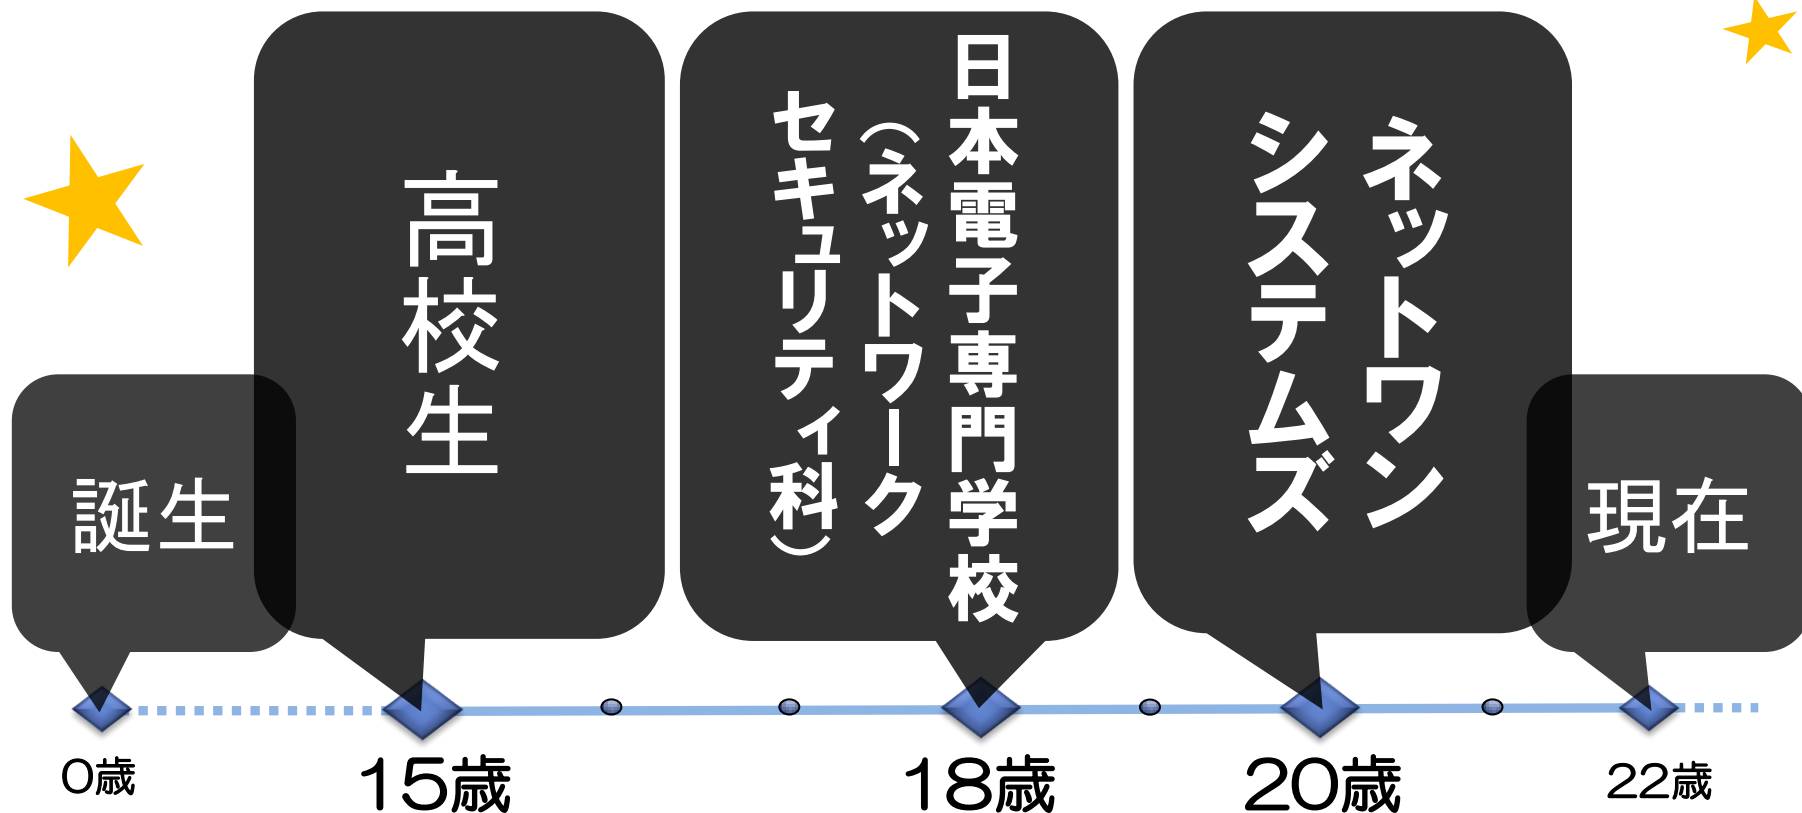 誕生
高校生
日本電子専門学校
（ネットワーク
セキュリティ科）
ネットワン
システムズ
現在
0歳
15歳
18歳
20歳
22歳